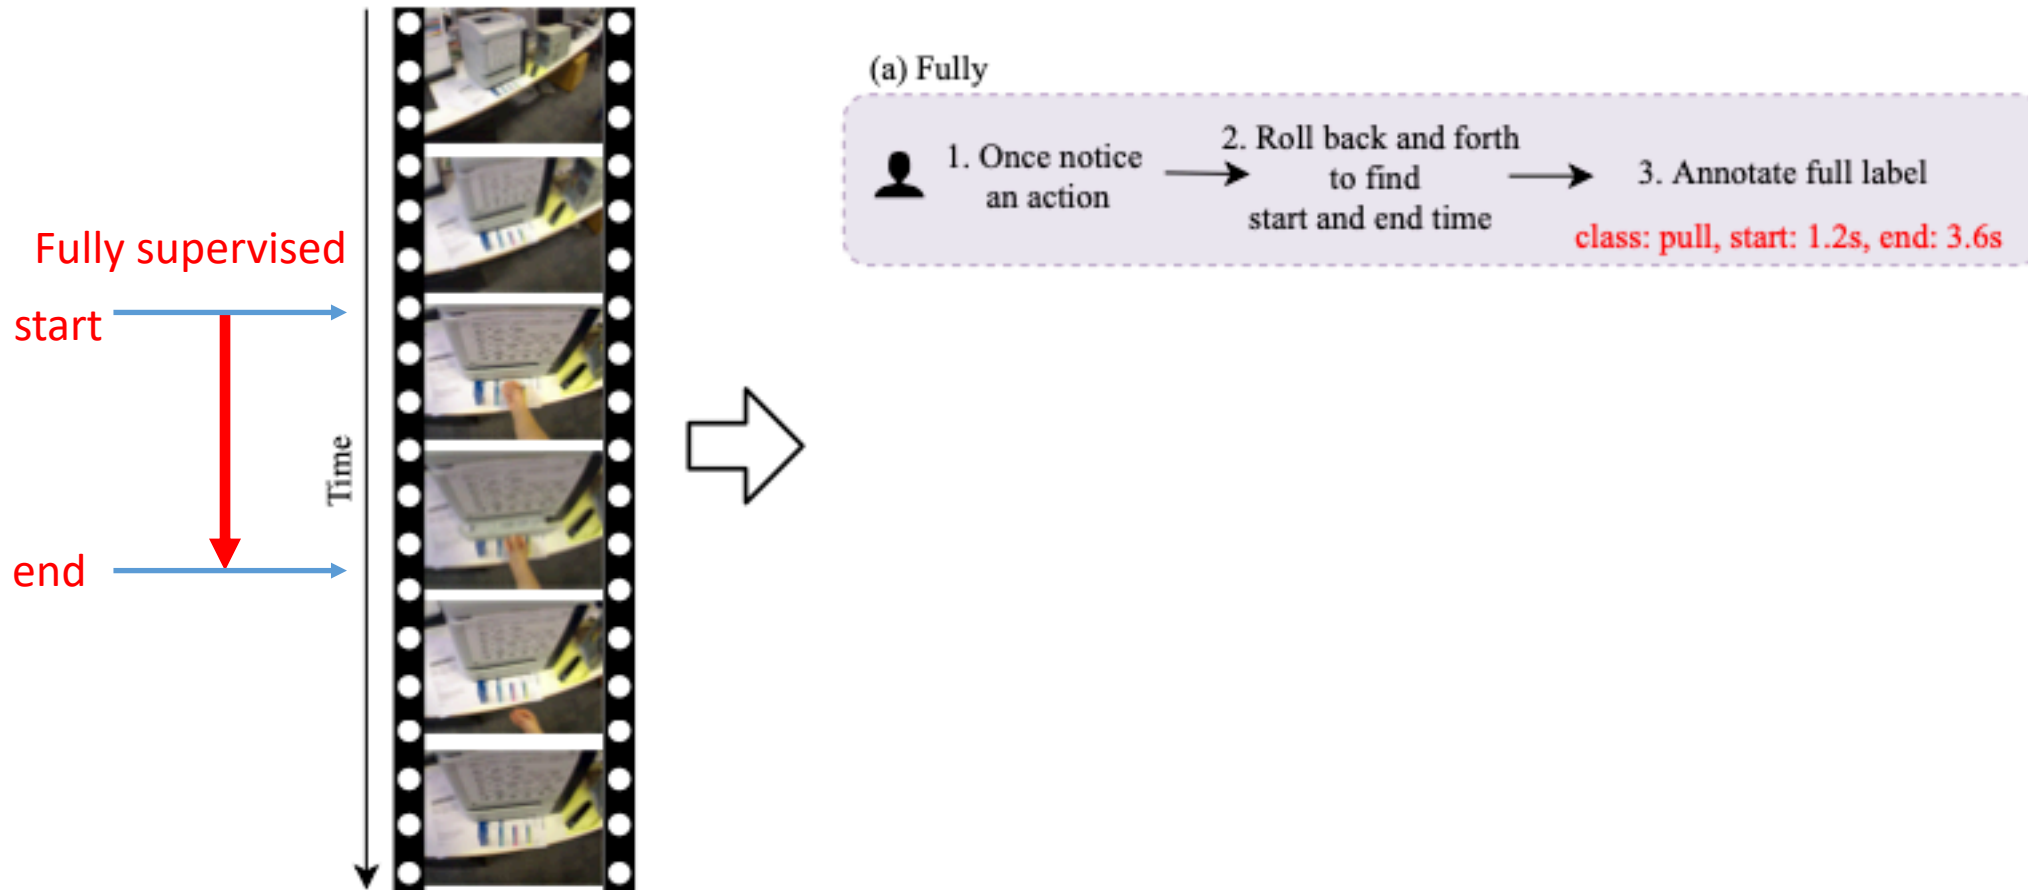 Fully supervised
start
end
Time
(a) Fully
1. Once notice
an action
2. Roll back and forth
to find
start and end time
3. Annotate full label
class: pull, start: 1.2s, end: 3.6s